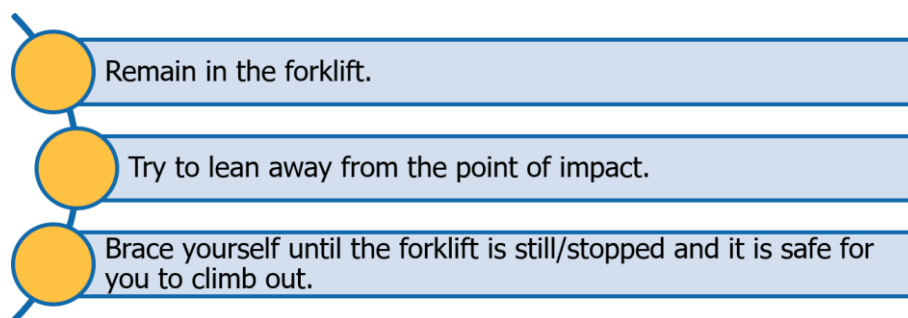 Remain in the forklift.
Try to lean away from the point of impact.
Brace yourself until the forklift is still/stopped and it is safe for
you to climb out.